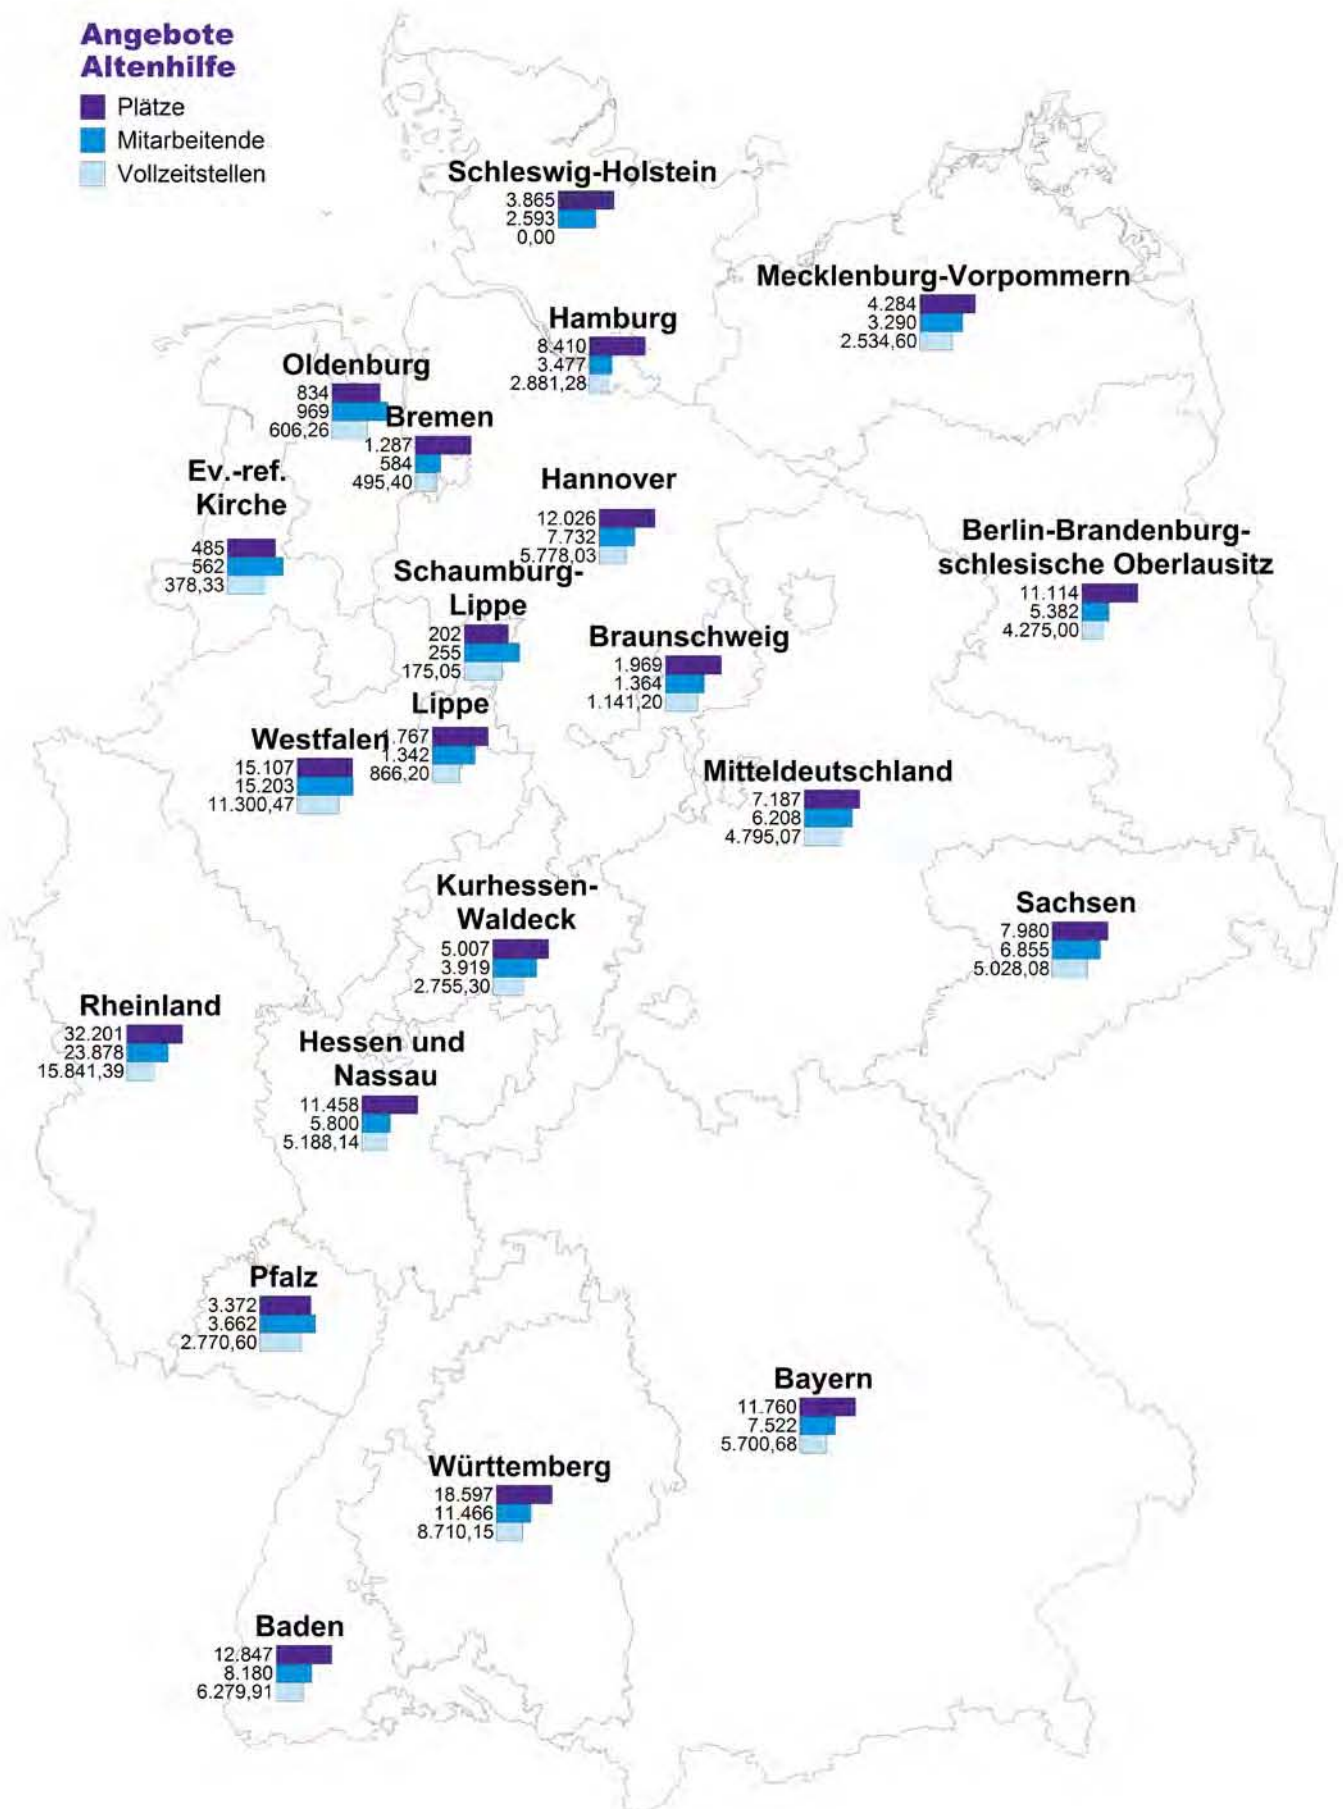 Angebote
Altenhilfe
Plätze
Mitarbeitende
Vollzeitstellen
Schleswig-Holstein
3.865
2.593
0,00
Mecklenburg-Vorpommern
4.284
3.290
2.534,60
Hamburg
8.410
3.477
2.881,28
Oldenburg
834
969
606,26
Bremen
1.287
584
495,40
Ev.-ref.
Kirche
485
562
378,33
Hannover
12.026
7.732
5.778,03
Berlin-Brandenburg-
schlesische Oberlausitz
11.114
5.382
4.275,00
Schaumburg-
Lippe
202
255
175,05
Braunschweig
1.969
1.364
1.141,20
Lippe
1.767
1.342
866,20
Westfalen
15.107
15.203
11.300,47
Mitteldeutschland
7.187
6.208
4.795,07
Kurhessen-
Waldeck
5.007
3.919
2.755,30
Sachsen
7.980
6.855
5.028,08
Rheinland
32.201
23.878
15.841,39
Hessen und
Nassau
11.458
5.800
5.188,14
Pfalz
3.372
3.662
2.770,60
Bayern
11.760
7.522
5.700,68
Württemberg
18.597
11.466
8.710,15
Baden
12.847
8.180
6.279,91